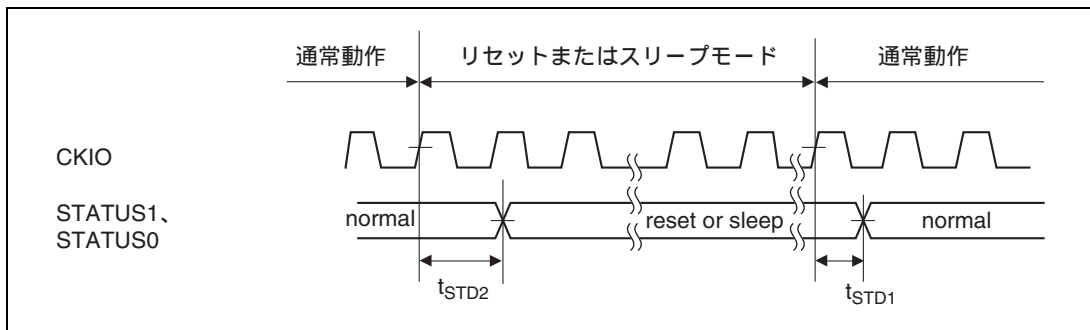 通常動作 リセットまたはスリープモード 通常動作
CKIO
STATUS1、 normal reset or sleep normal
STATUS0
tSTD2 tSTD1